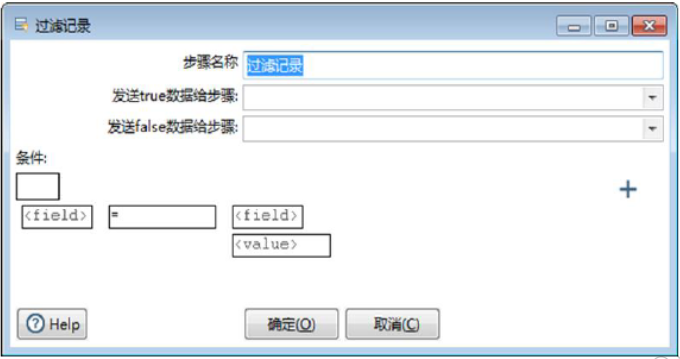 过滤记录
步骤名称 过滤记录
发送true数据给步骤:
发送false数据给步骤:
条件:
<field> = <field>
<value>
Help 确定(O) 取消(C)